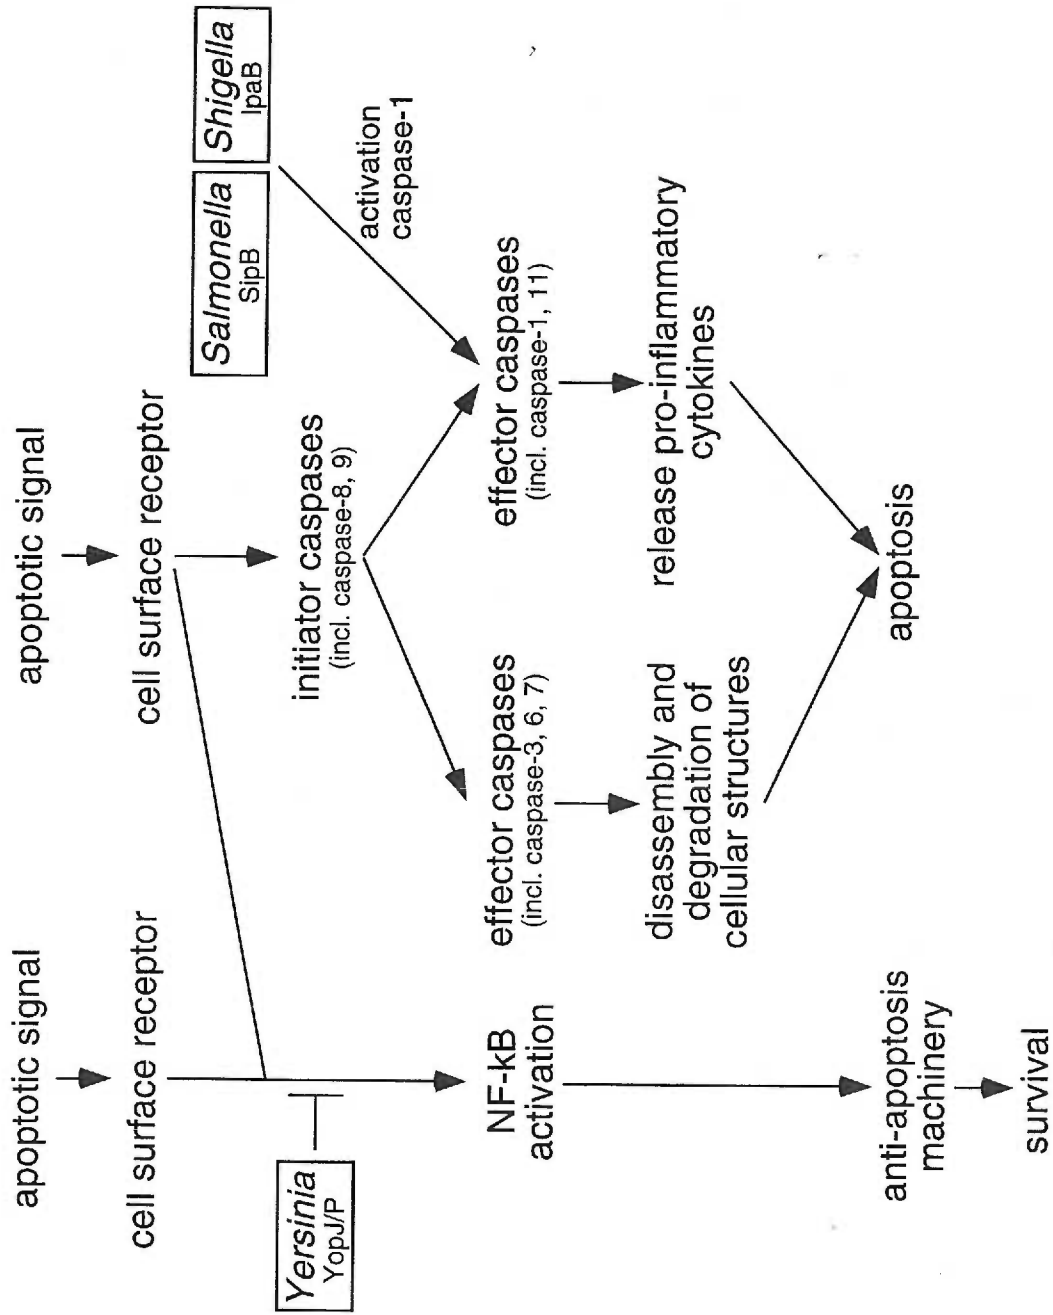 apoptotic signal
cell surface receptor
Yersinia
YopJ/P
NF-kB
activation
anti-apoptosis
machinery
survival
apoptotic signal
cell surface receptor
initiator caspases
(incl. caspase-8, 9)
Salmonella
SipB
Shigella
IpaB
activation
caspase-1
effector caspases
(incl. caspase-3, 6, 7)
disassembly and
degradation of
cellular structures
effector caspases
(incl. caspase-1, 11)
release pro-inflammatory
cytokines
apoptosis